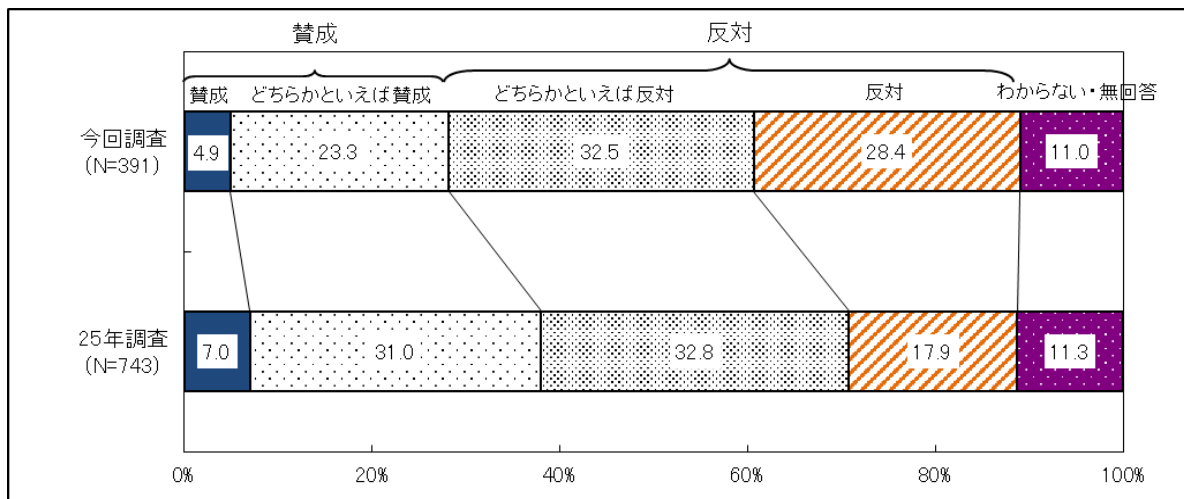 賛成 反対
賛成 どちらかといえば賛成 どちらかといえば反対 反対 わからない・無回答
今回調査
(N=391)
4.9 23.3 32.5 28.4 11.0
25年調査
(N=743)
7.0 31.0 32.8 17.9 11.3
0% 20% 40% 60% 80% 100%